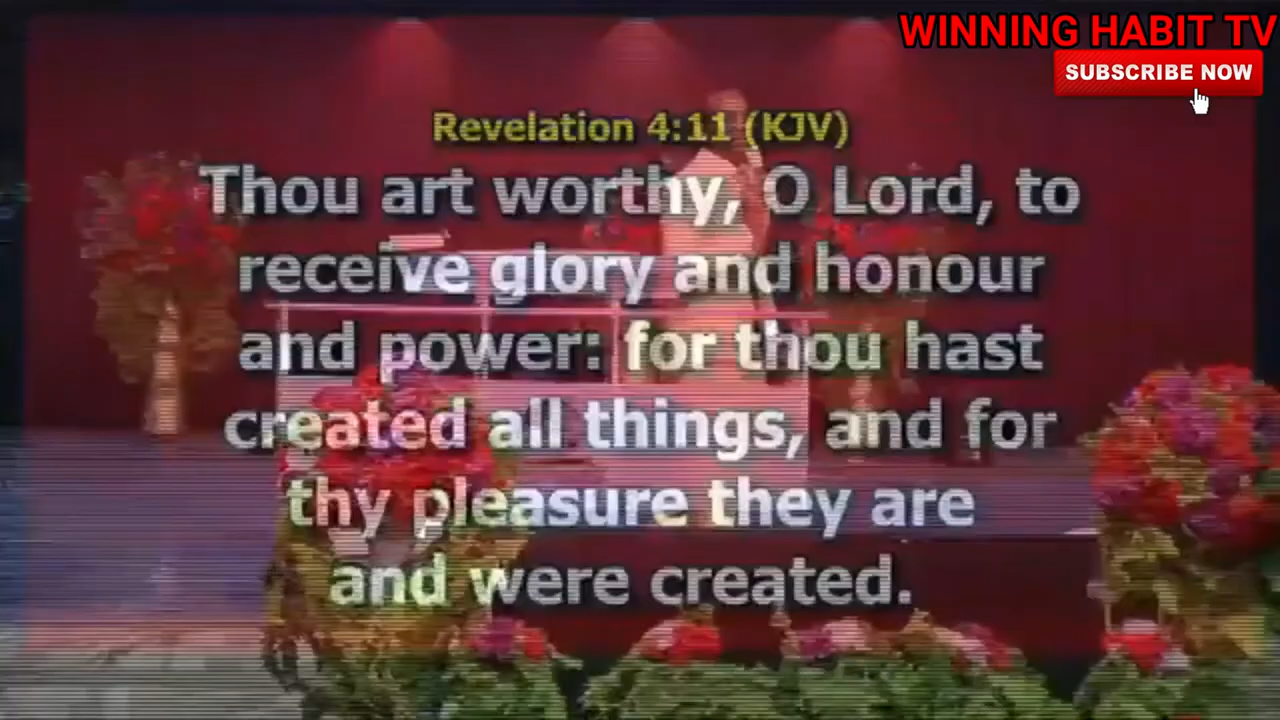 WINNING HABIT TV
SUBSCRIBE NOW
Revelation 4:11 (KJV)
Thou art worthy, O Lord, to
receive glory and honour
and power: for thou hast
created all things, and for
thy pleasure they are
and were created.